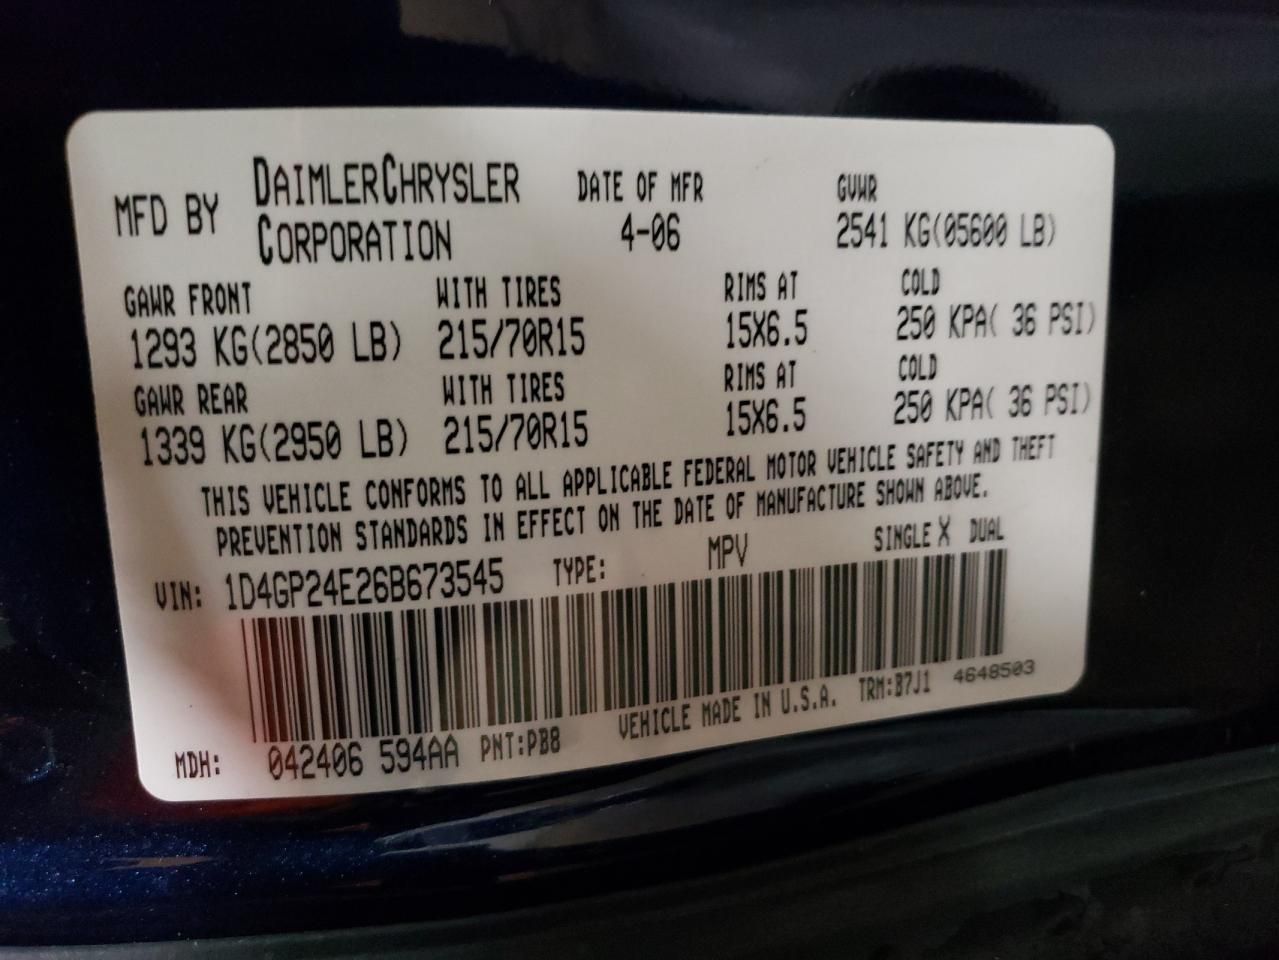 MFD BY DAIMLERCHRYSLER CORPORATION
DATE OF MFR 4-06
GVWR 2541 KG(05600 LB)
GAWR FRONT WITH TIRES RIMS AT COLD
1293 KG(2850 LB) 215/70R15 15X6.5 250 KPA( 36 PSI)
GAWR REAR WITH TIRES RIMS AT COLD
1339 KG(2950 LB) 215/70R15 15X6.5 250 KPA( 36 PSI)
THIS VEHICLE CONFORMS TO ALL APPLICABLE FEDERAL MOTOR VEHICLE SAFETY AND THEFT
PREVENTION STANDARDS IN EFFECT ON THE DATE OF MANUFACTURE SHOWN ABOVE.
VIN: 1D4GP24E26B673545 TYPE: MPV SINGLE X DUAL
MDH: 042406 594AA PNT:PB8 VEHICLE MADE IN U.S.A. TRM:B7J1 4648503